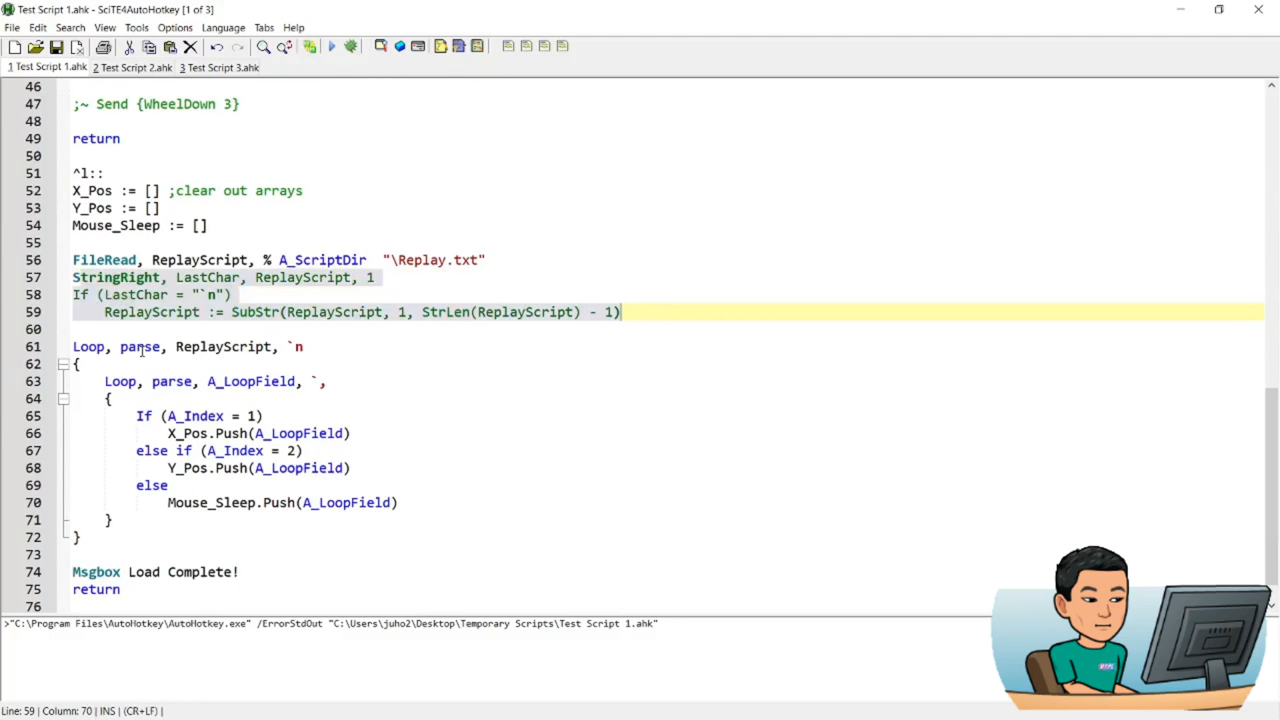 Test Script 1.ahk - SciTE4AutoHotkey [1 of 3]
File Edit Search View Tools Options Language Tabs Help
1 Test Script 1.ahk 2 Test Script 2.ahk 3 Test Script 3.ahk
46
47 ;~ Send {WheelDown 3}
48
49 return
50
51 ^l::
52 X_Pos := [] ;clear out arrays
53 Y_Pos := []
54 Mouse_Sleep := []
55
56 FileRead, ReplayScript, % A_ScriptDir "\Replay.txt"
57 StringRight, LastChar, ReplayScript, 1
58 If (LastChar = "`n")
59 ReplayScript := SubStr(ReplayScript, 1, StrLen(ReplayScript) - 1)
60
61 Loop, parse, ReplayScript, `n
62 {
63 Loop, parse, A_LoopField, `,
64 {
65 If (A_Index = 1)
66 X_Pos.Push(A_LoopField)
67 else if (A_Index = 2)
68 Y_Pos.Push(A_LoopField)
69 else
70 Mouse_Sleep.Push(A_LoopField)
71 }
72 }
73
74 Msgbox Load Complete!
75 return
76
>"C:\Program Files\AutoHotkey\AutoHotkey.exe" /ErrorStdOut "C:\Users\juho2\Desktop\Temporary Scripts\Test Script 1.ahk"
Line: 59 | Column: 70 | INS | (CR+LF) |